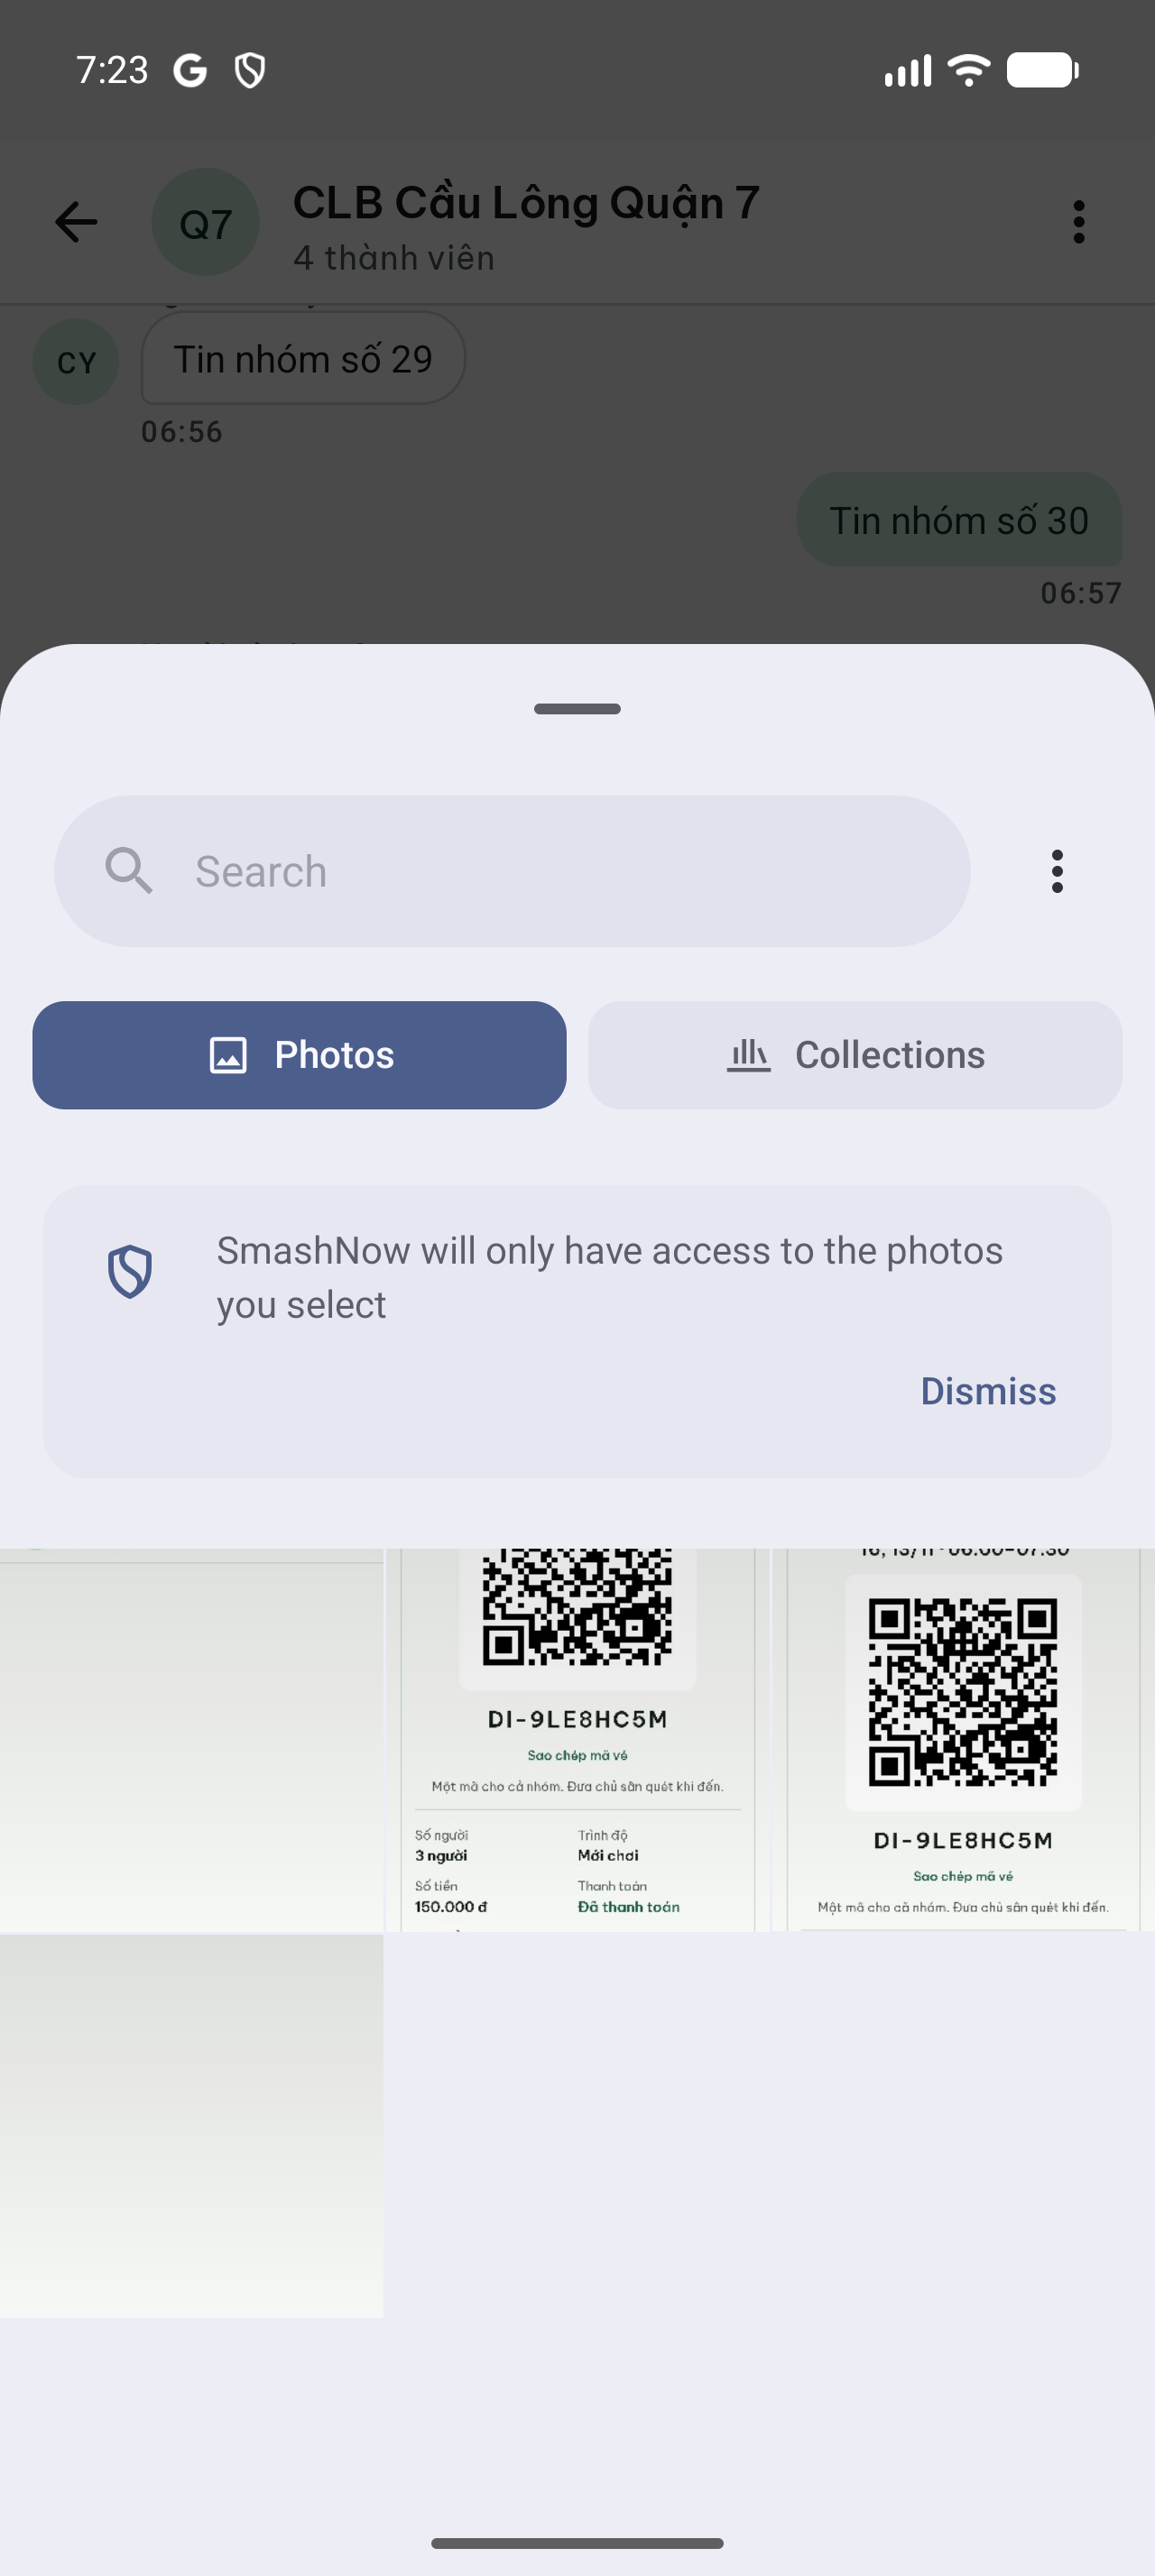 7:23
Q7
CLB Cầu Lông Quận 7
4 thành viên
CY
Tin nhóm số 29
06:56
Tin nhóm số 30
06:57
Search
Photos
Collections
SmashNow will only have access to the photos
you select
Dismiss
DI-9LE8HC5M
Sao chép mã vé
Một mã cho cả nhóm. Đưa chủ sân quét khi đến.
Số người
Trình độ
3 người
Mới chơi
Số tiền
Thanh toán
150.000 đ
Đã thanh toán
DI-9LE8HC5M
Sao chép mã vé
Một mã cho cả nhóm. Đưa chủ sân quét khi đến.